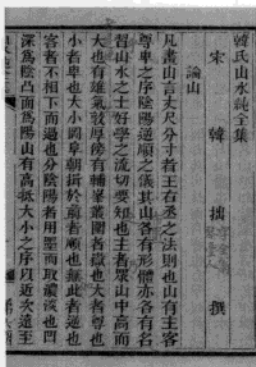 韓氏山水純全集
宋 韓 拙 撰
論山
凡畫山言丈尺分寸者王右丞之法則也山有主客
尊卑之序陰陽逆順之儀其山各有形體亦各有名
習山水之士好學之流切要知也主者眾山中高而
大也有雄氣敦厚傍有輔峯叢圍者嶽也大者尊也
小者卑也大小岡阜朝揖於前者順也無此者逆也
客者不相下而過也分陰陽者用墨而取濃淡也凹
深為陰凸面為陽山有高低大小之序以近次遠至